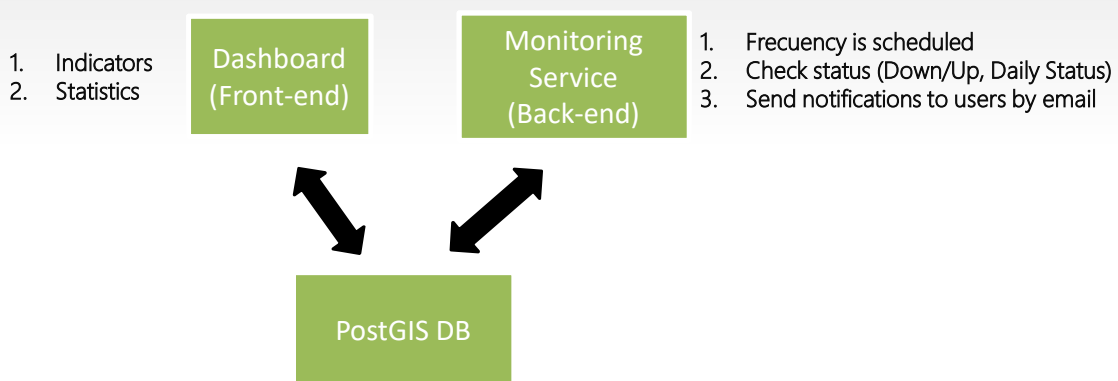 1. Indicators
2. Statistics
Dashboard
(Front-end)
Monitoring
Service
(Back-end)
1. Frecuency is scheduled
2. Check status (Down/Up, Daily Status)
3. Send notifications to users by email
PostGIS DB